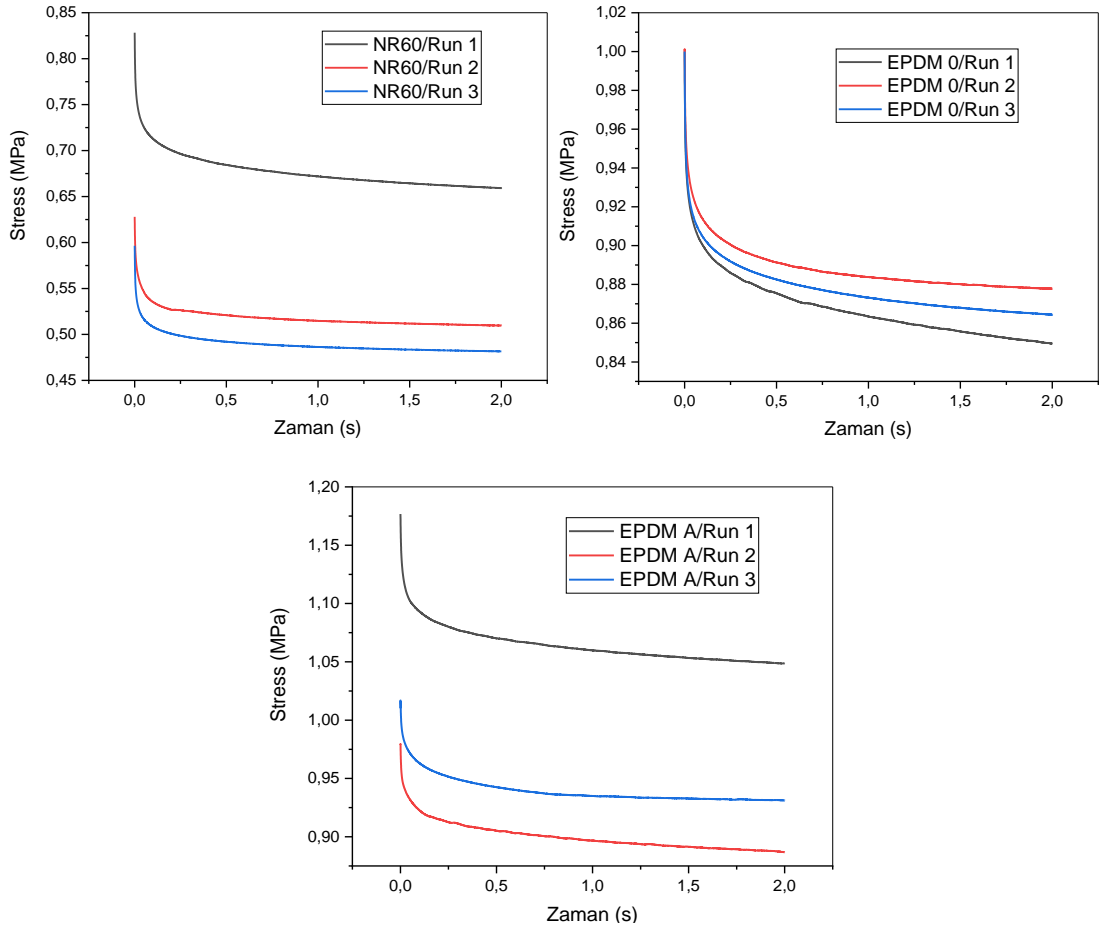 0,85
0,80
0,75
0,70
0,65
0,60
0,55
0,50
0,45
Stress (MPa)
NR60/Run 1
NR60/Run 2
NR60/Run 3
0,0 0,5 1,0 1,5 2,0
Zaman (s)
1,02
1,00
0,98
0,96
0,94
0,92
0,90
0,88
0,86
0,84
Stress (MPa)
EPDM 0/Run 1
EPDM 0/Run 2
EPDM 0/Run 3
0,0 0,5 1,0 1,5 2,0
Zaman (s)
1,20
1,15
1,10
1,05
1,00
0,95
0,90
Stress (MPa)
EPDM A/Run 1
EPDM A/Run 2
EPDM A/Run 3
0,0 0,5 1,0 1,5 2,0
Zaman (s)